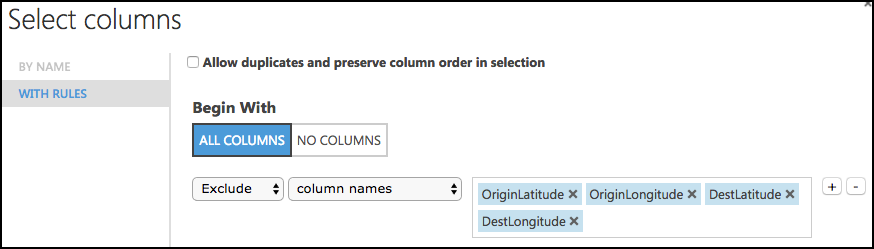 Select columns
BY NAME
WITH RULES
Allow duplicates and preserve column order in selection
Begin With
ALL COLUMNS NO COLUMNS
Exclude column names OriginLatitude × OriginLongitude × DestLatitude × + -
DestLongitude ×